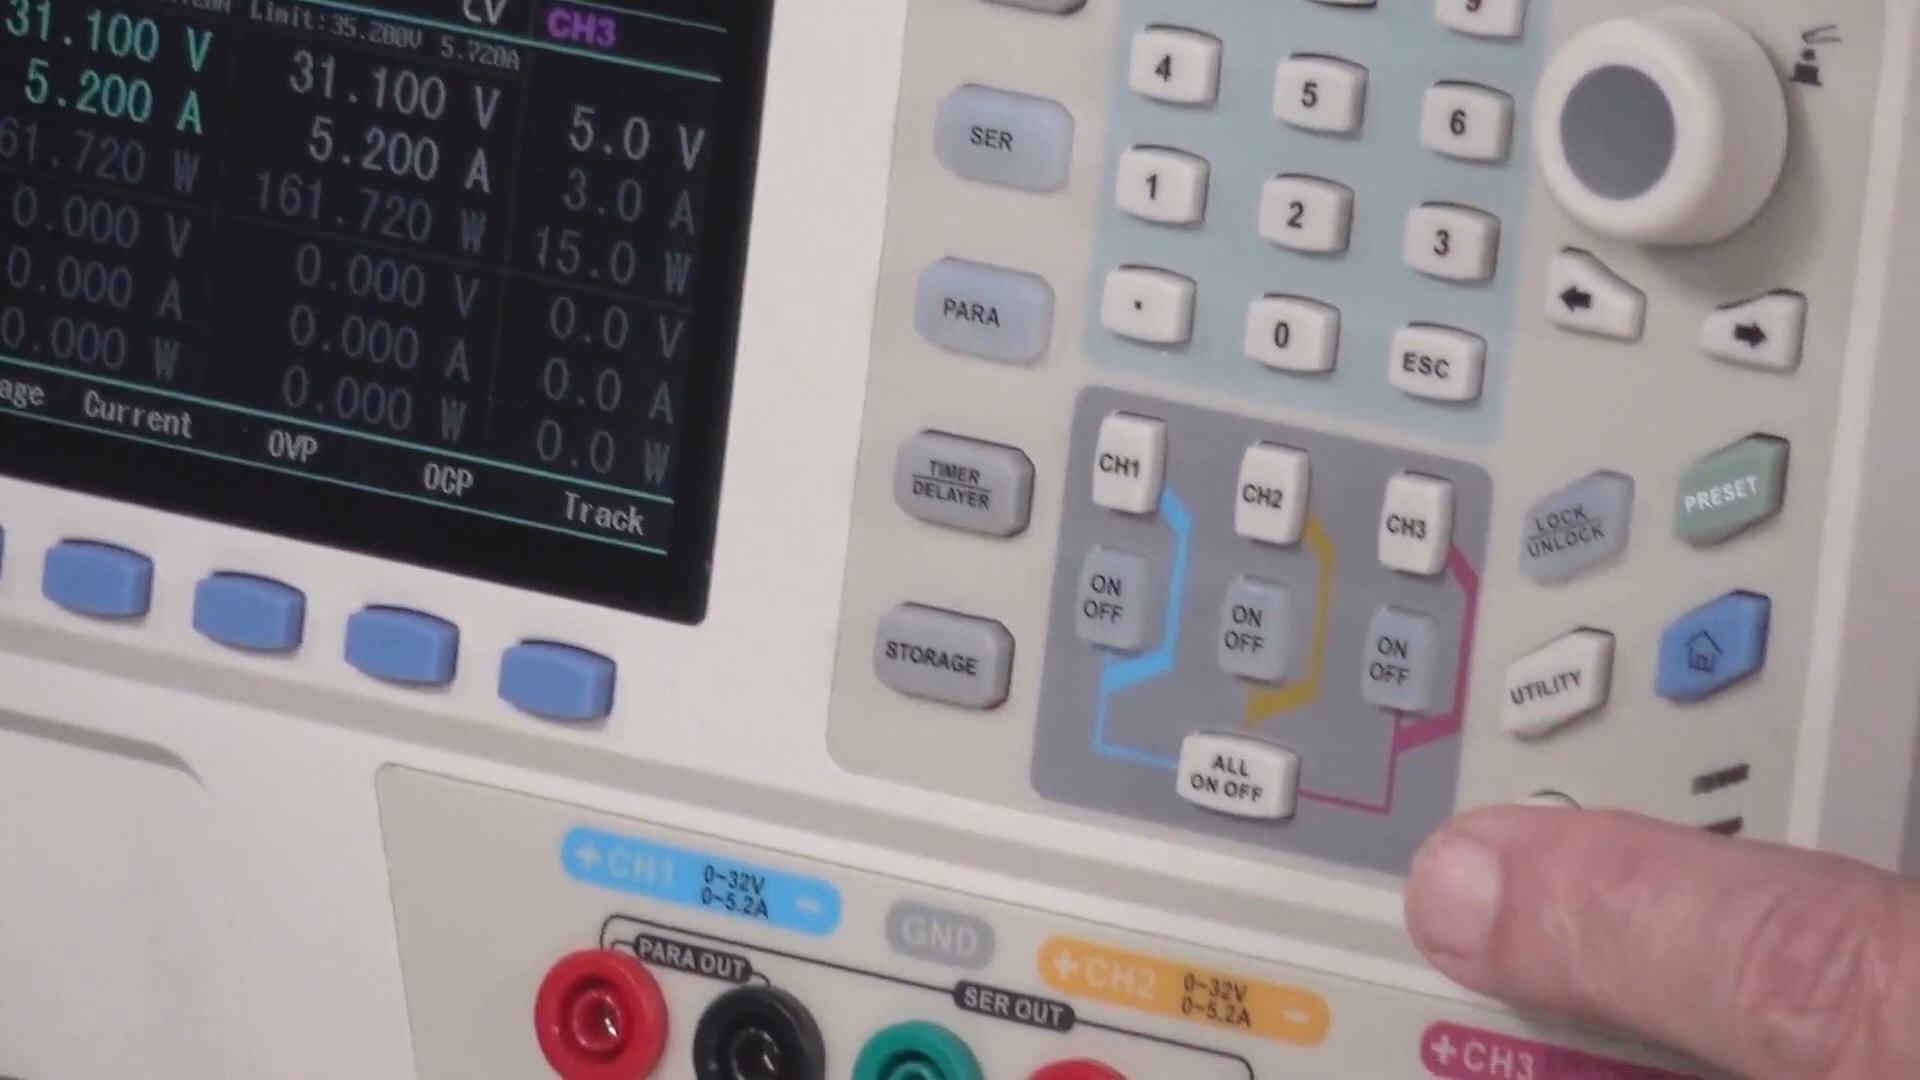 CV
CH3
Limit:35.200V 5.720A
31.100 V
31.100 V
5.0 V
5.200 A
5.200 A
3.0 A
61.720 W
161.720 W
15.0 W
0.000 V
0.000 V
0.0 V
0.000 A
0.000 A
0.0 A
0.000 W
0.000 W
0.0 W
age
Current
OVP
OCP
Track
SER
PARA
TIMER
DELAYER
STORAGE
9
4
5
6
1
2
3
.
0
ESC
CH1
CH2
CH3
ON
OFF
ON
OFF
ON
OFF
ALL
ON OFF
LOCK
UNLOCK
PRESET
UTILITY
+ CH1 0~32V
0~5.2A -
GND
+ CH2 0~32V
0~5.2A -
+ CH3
PARA OUT
SER OUT